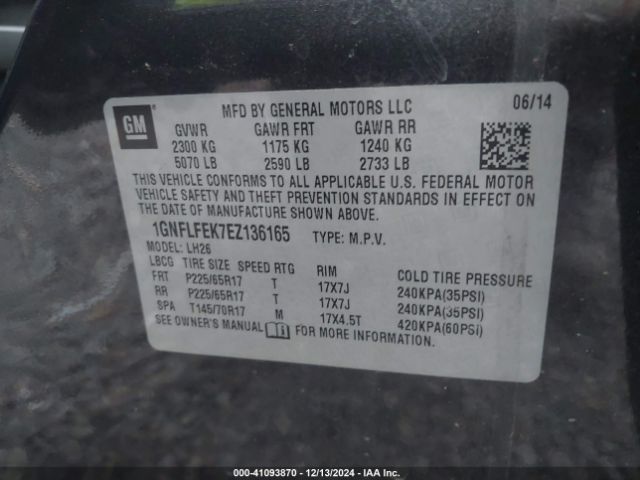 GM
MFD BY GENERAL MOTORS LLC 06/14
GVWR GAWR FRT GAWR RR
2300 KG 1175 KG 1240 KG
5070 LB 2590 LB 2733 LB
THIS VEHICLE CONFORMS TO ALL APPLICABLE U.S. FEDERAL MOTOR
VEHICLE SAFETY AND THEFT PREVENTION STANDARDS IN EFFECT ON
THE DATE OF MANUFACTURE SHOWN ABOVE.
1GNFLFEK7EZ136165 TYPE: M.P.V.
MODEL: LH26
LBCG TIRE SIZE SPEED RTG RIM COLD TIRE PRESSURE
FRT P225/65R17 T 17X7J 240KPA(35PSI)
RR P225/65R17 T 17X7J 240KPA(35PSI)
SPA T145/70R17 M 17X4.5T 420KPA(60PSI)
SEE OWNER'S MANUAL FOR MORE INFORMATION.
000-41093870 - 12/13/2024 - IAA Inc.